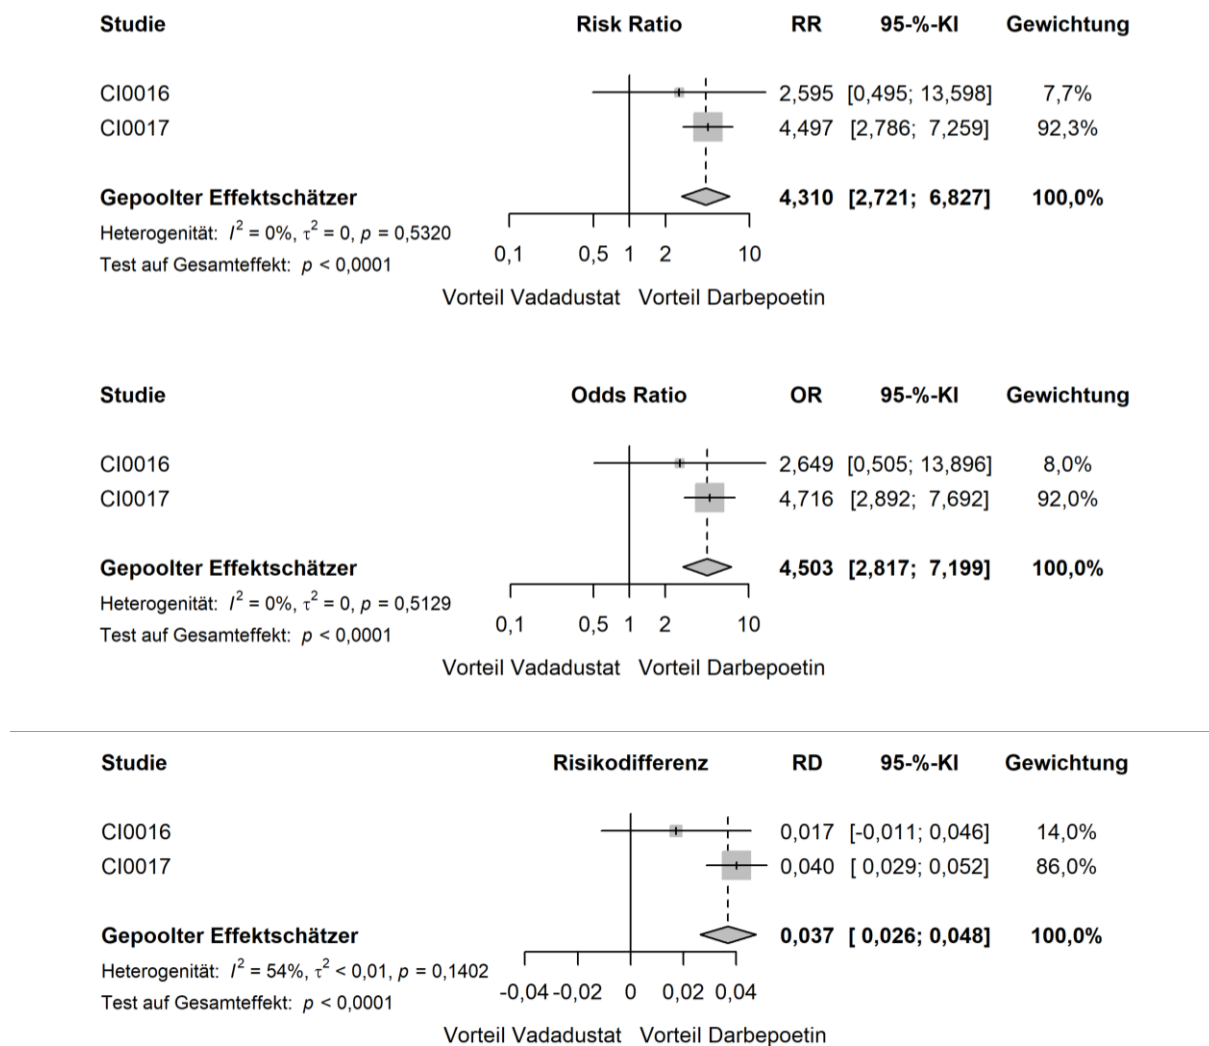 Studie Risk Ratio RR 95-%-KI Gewichtung
CI0016 2,595 [0,495; 13,598] 7,7%
CI0017 4,497 [2,786; 7,259] 92,3%
Gepoolter Effektschätzer 4,310 [2,721; 6,827] 100,0%
Heterogenität: I² = 0%, τ² = 0, p = 0,5320
Test auf Gesamteffekt: p < 0,0001
0,1 0,5 1 2 10
Vorteil Vadadustat Vorteil Darbepoetin
Studie Odds Ratio OR 95-%-KI Gewichtung
CI0016 2,649 [0,505; 13,896] 8,0%
CI0017 4,716 [2,892; 7,692] 92,0%
Gepoolter Effektschätzer 4,503 [2,817; 7,199] 100,0%
Heterogenität: I² = 0%, τ² = 0, p = 0,5129
Test auf Gesamteffekt: p < 0,0001
0,1 0,5 1 2 10
Vorteil Vadadustat Vorteil Darbepoetin
Studie Risikodifferenz RD 95-%-KI Gewichtung
CI0016 0,017 [-0,011; 0,046] 14,0%
CI0017 0,040 [ 0,029; 0,052] 86,0%
Gepoolter Effektschätzer 0,037 [ 0,026; 0,048] 100,0%
Heterogenität: I² = 54%, τ² < 0,01, p = 0,1402
Test auf Gesamteffekt: p < 0,0001
-0,04 -0,02 0 0,02 0,04
Vorteil Vadadustat Vorteil Darbepoetin